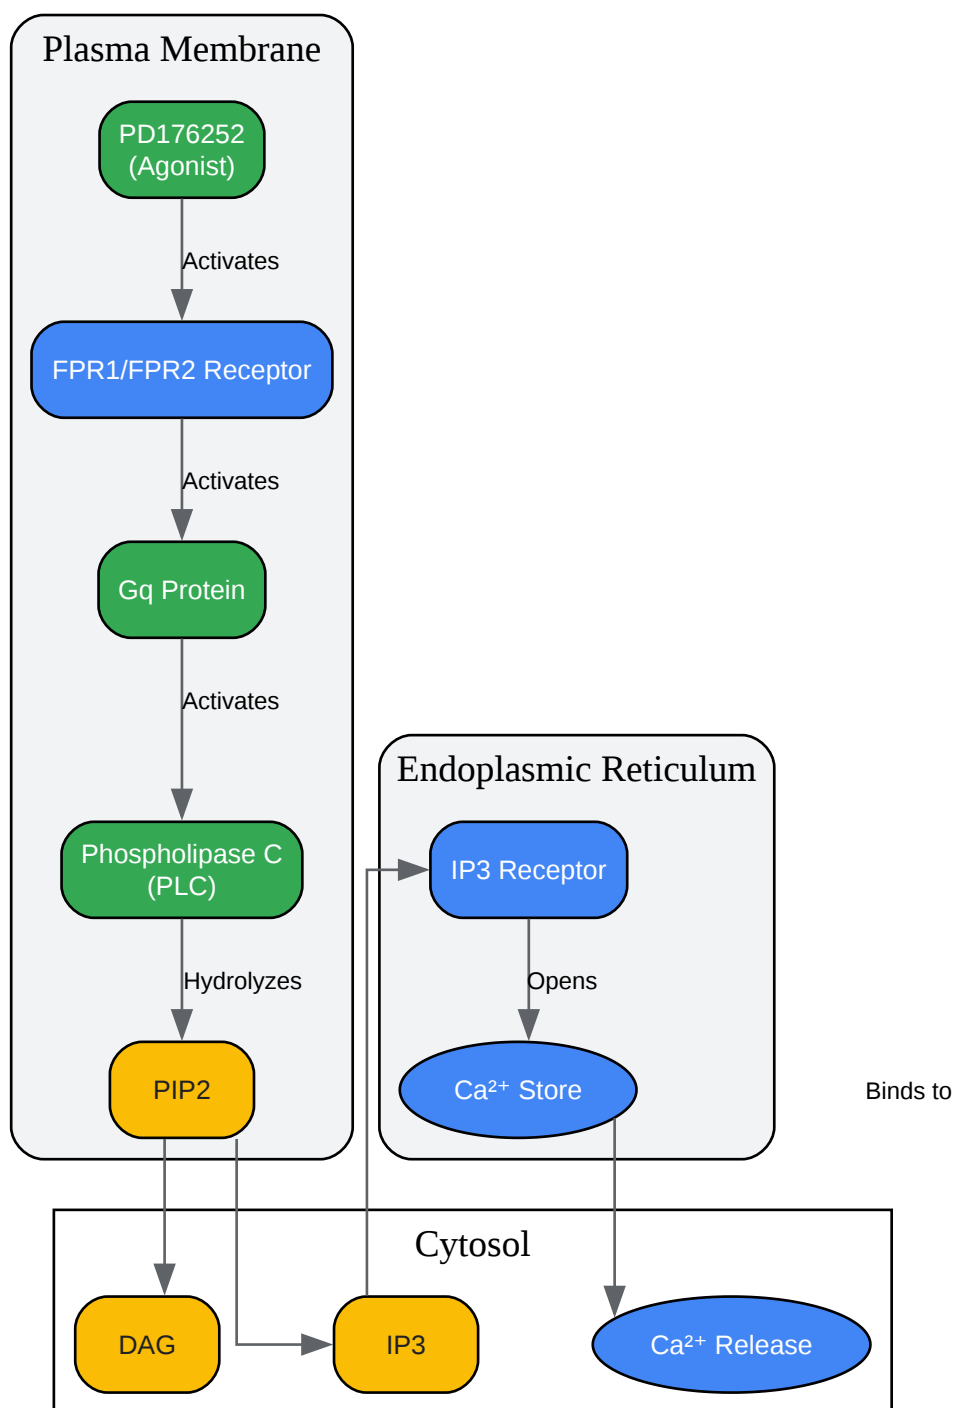 Plasma Membrane
PD176252
(Agonist)
Activates
FPR1/FPR2 Receptor
Activates
Gq Protein
Activates
Phospholipase C
(PLC)
Hydrolyzes
PIP2
Endoplasmic Reticulum
IP3 Receptor
Opens
Ca²⁺ Store
Binds to
Cytosol
DAG
IP3
Ca²⁺ Release